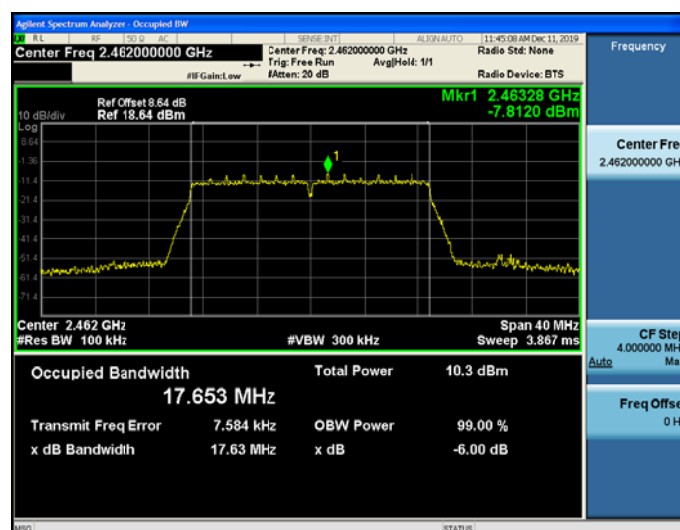 Agilent Spectrum Analyzer - Occupied BW
RL RF 50 Ω AC SENSE:INT ALIGN AUTO 11:45:08 AM Dec 11, 2019
Center Freq 2.462000000 GHz Center Freq: 2.462000000 GHz Radio Std: None Frequency
Trig: Free Run Avg|Hold: 1/1
#IFGain:Low #Atten: 20 dB Radio Device: BTS
Mkr1 2.46328 GHz
Ref Offset 8.64 dB
10 dB/div Ref 18.64 dBm -7.8120 dBm
Log
8.64
1
-1.36
-11.4
-21.4
-31.4
-41.4
-51.4
-61.4
-71.4
Center Fre
2.462000000 GH
Center 2.462 GHz Span 40 MHz
#Res BW 100 kHz #VBW 300 kHz Sweep 3.867 ms
CF Step
4.000000 MH
Auto Ma
Occupied Bandwidth Total Power 10.3 dBm
17.653 MHz
Freq Offse
0 H
Transmit Freq Error 7.584 kHz OBW Power 99.00 %
x dB Bandwidth 17.63 MHz x dB -6.00 dB
MSG STATUS